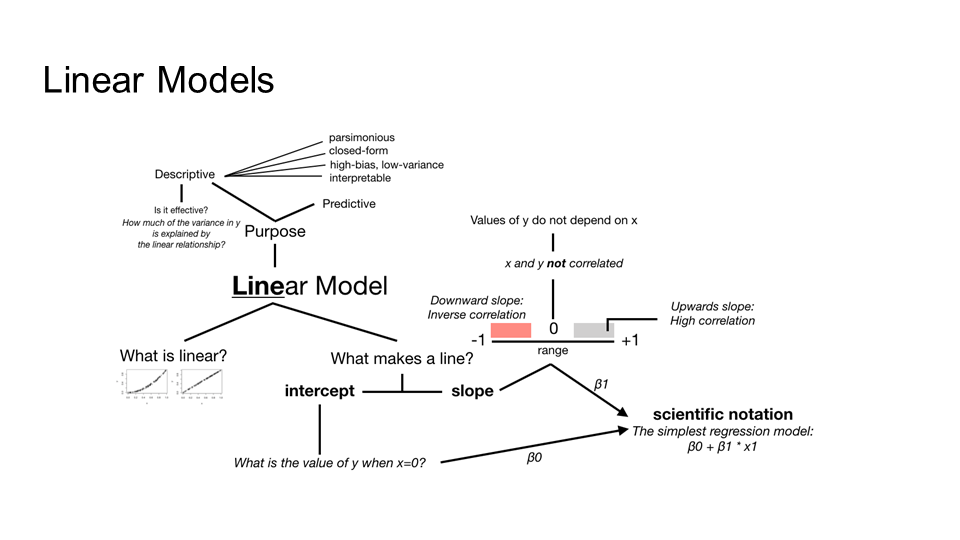 Linear Models
parsimonious
closed-form
high-bias, low-variance
interpretable
Descriptive
Predictive
Is it effective?
How much of the variance in y
is explained by
the linear relationship?
Purpose
Linear Model
What is linear?
What makes a line?
intercept
slope
What is the value of y when x=0?
Values of y do not depend on x
x and y not correlated
Downward slope:
Inverse correlation
Upwards slope:
High correlation
-1
0
+1
range
β1
β0
scientific notation
The simplest regression model:
β0 + β1 * x1